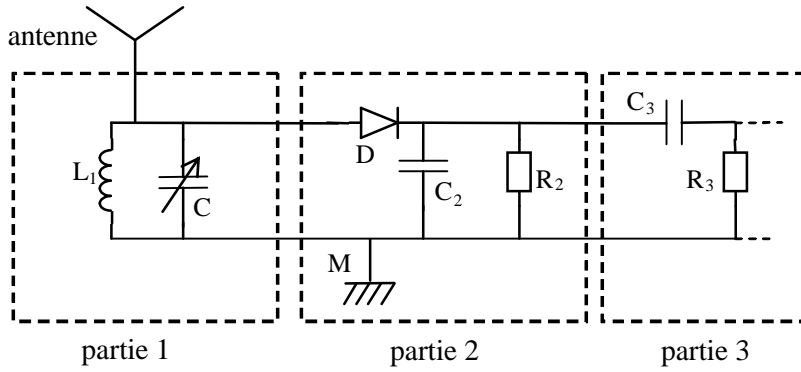 antenne
L₁
C
D
C₂
R₂
C₃
R₃
M
partie 1
partie 2
partie 3